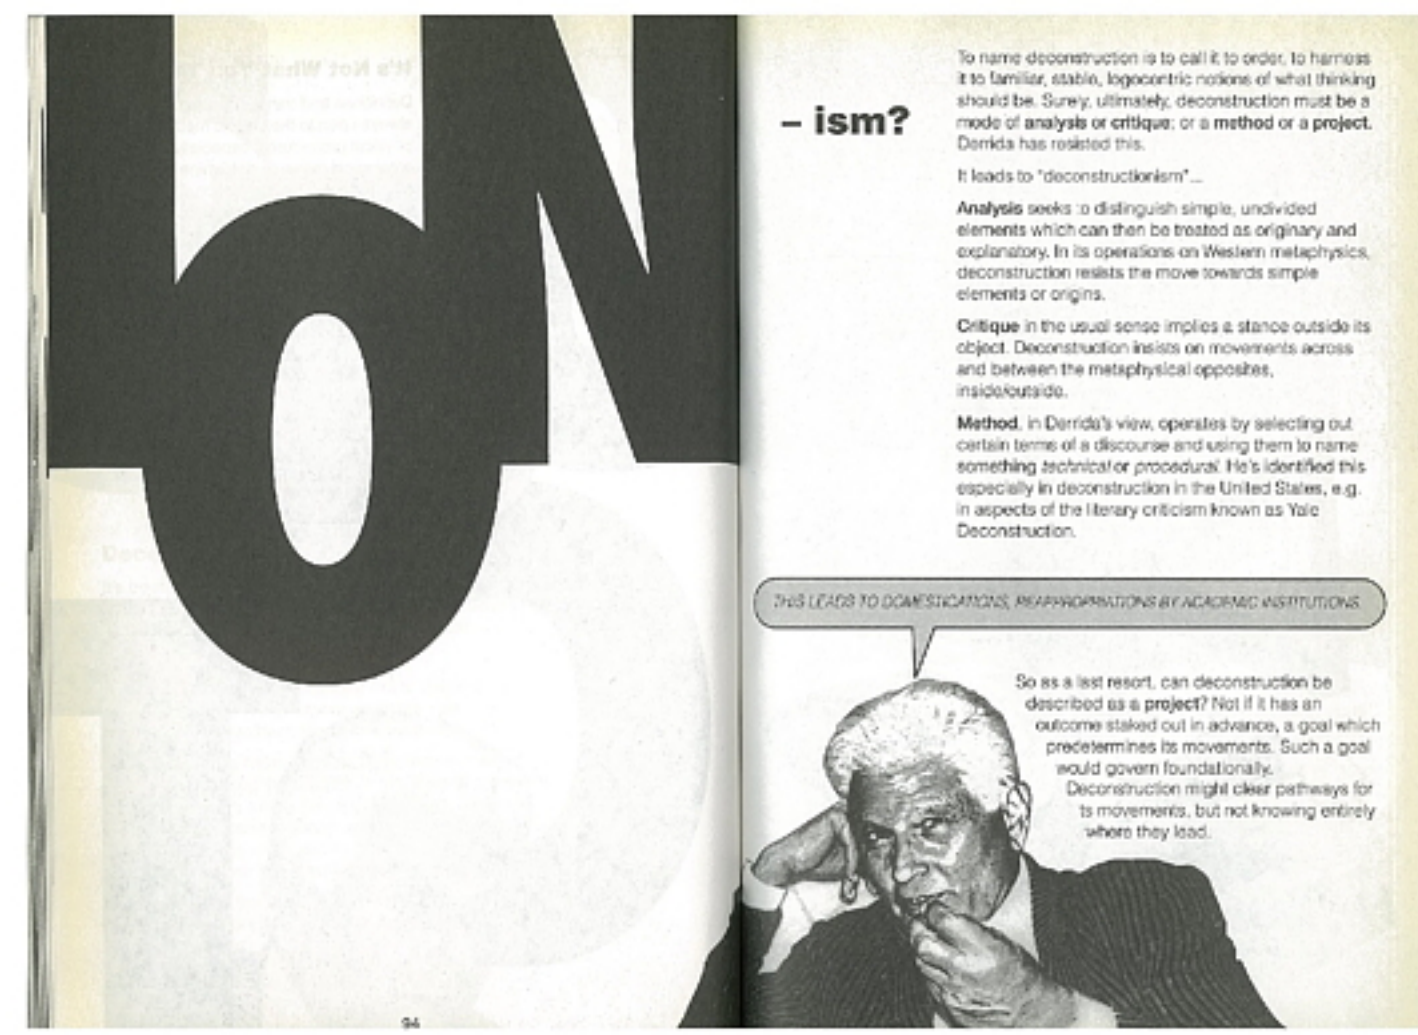 ION
– ism?
To name deconstruction is to call it to order, to harness
it to familiar, stable, logocentric notions of what thinking
should be. Surely, ultimately, deconstruction must be a
mode of analysis or critique; or a method or a project.
Derrida has resisted this.
It leads to "deconstructionism"...
Analysis seeks to distinguish simple, undivided
elements which can then be treated as originary and
explanatory. In its operations on Western metaphysics,
deconstruction resists the move towards simple
elements or origins.
Critique in the usual sense implies a stance outside its
object. Deconstruction insists on movements across
and between the metaphysical opposites,
inside/outside.
Method, in Derrida's view, operates by selecting out
certain terms of a discourse and using them to name
something technical or procedural. He's identified this
especially in deconstruction in the United States, e.g.
in aspects of the literary criticism known as Yale
Deconstruction.
THIS LEADS TO DOMESTICATIONS, REAPPROPRIATIONS BY ACADEMIC INSTITUTIONS.
So as a last resort, can deconstruction be
described as a project? Not if it has an
outcome staked out in advance, a goal which
predetermines its movements. Such a goal
would govern foundationally.
Deconstruction might clear pathways for
its movements, but not knowing entirely
where they lead.
94